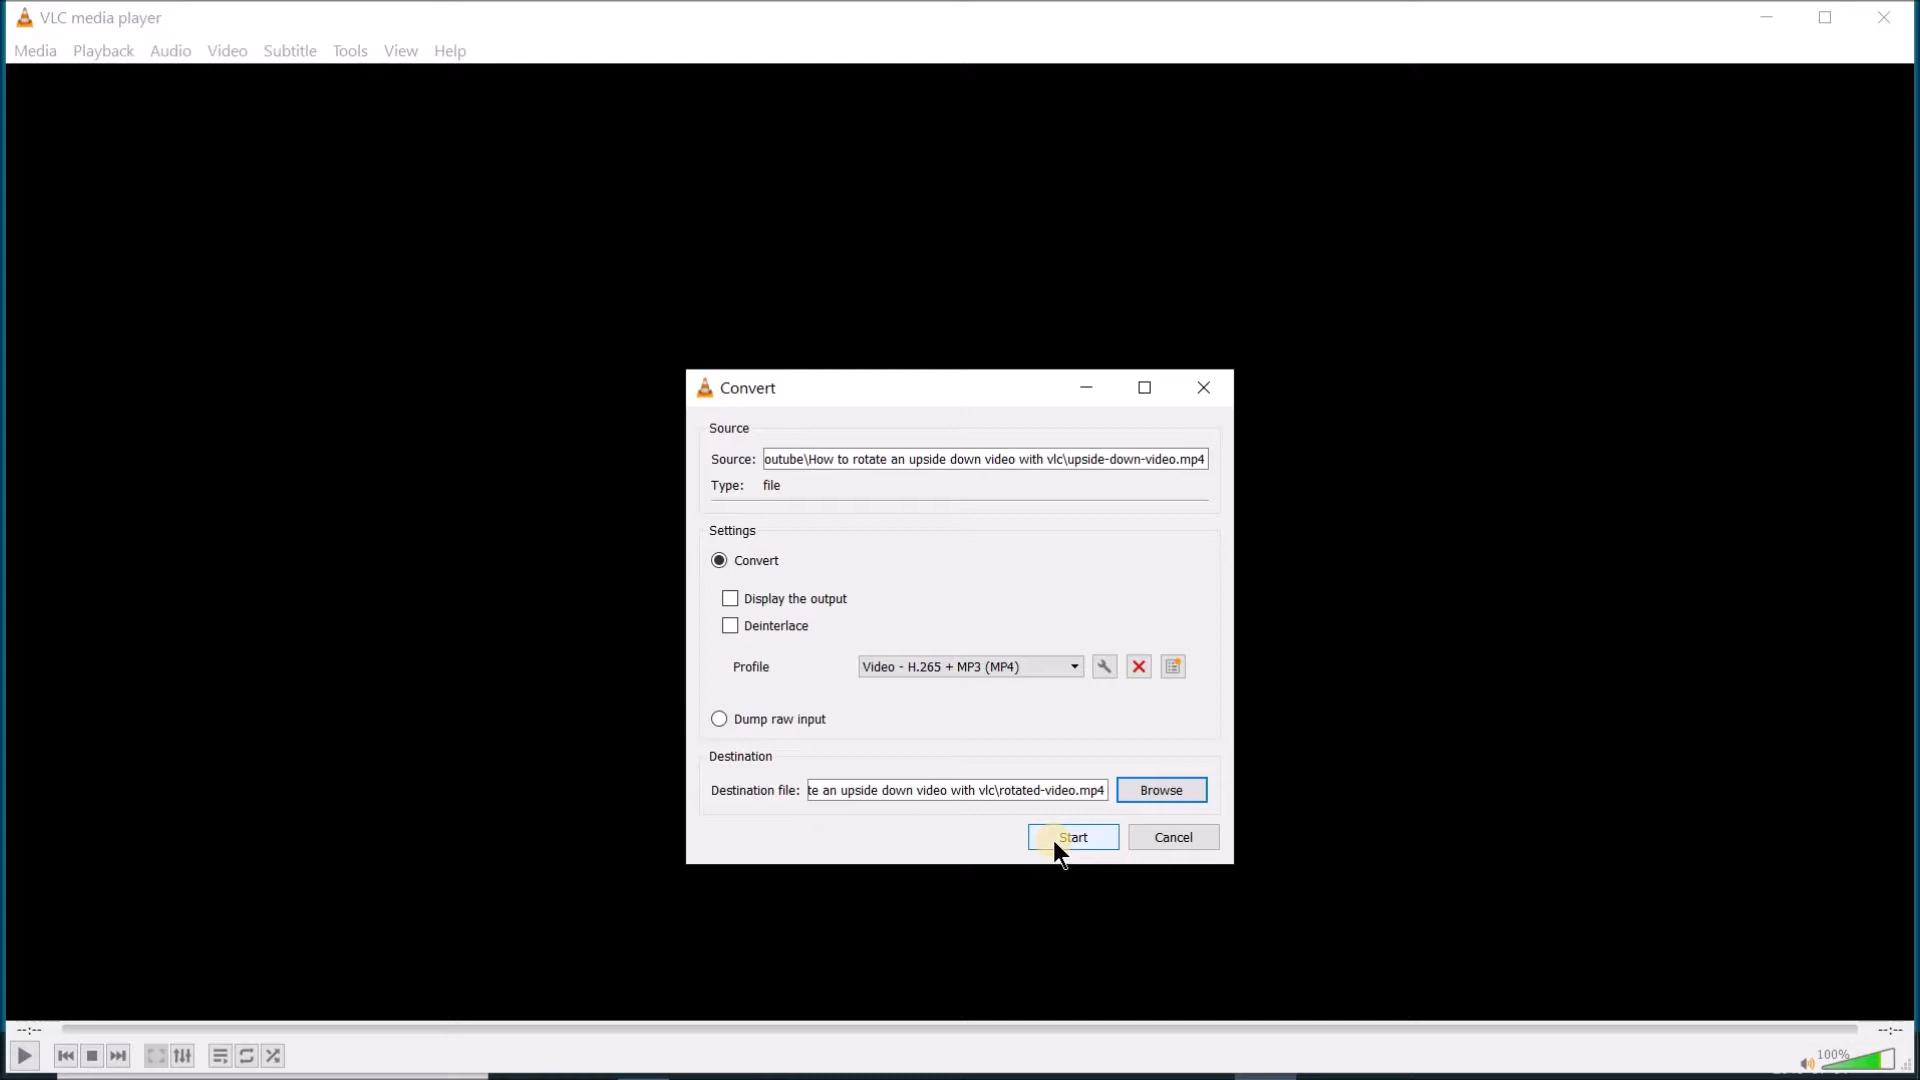 VLC media player
Media Playback Audio Video Subtitle Tools View Help
Convert
Source
Source: outube\How to rotate an upside down video with vlc\upside-down-video.mp4
Type: file
Settings
Convert
Display the output
Deinterlace
Profile Video - H.265 + MP3 (MP4)
Dump raw input
Destination
Destination file: te an upside down video with vlc\rotated-video.mp4 Browse
Start Cancel
--:-- --:--
100%